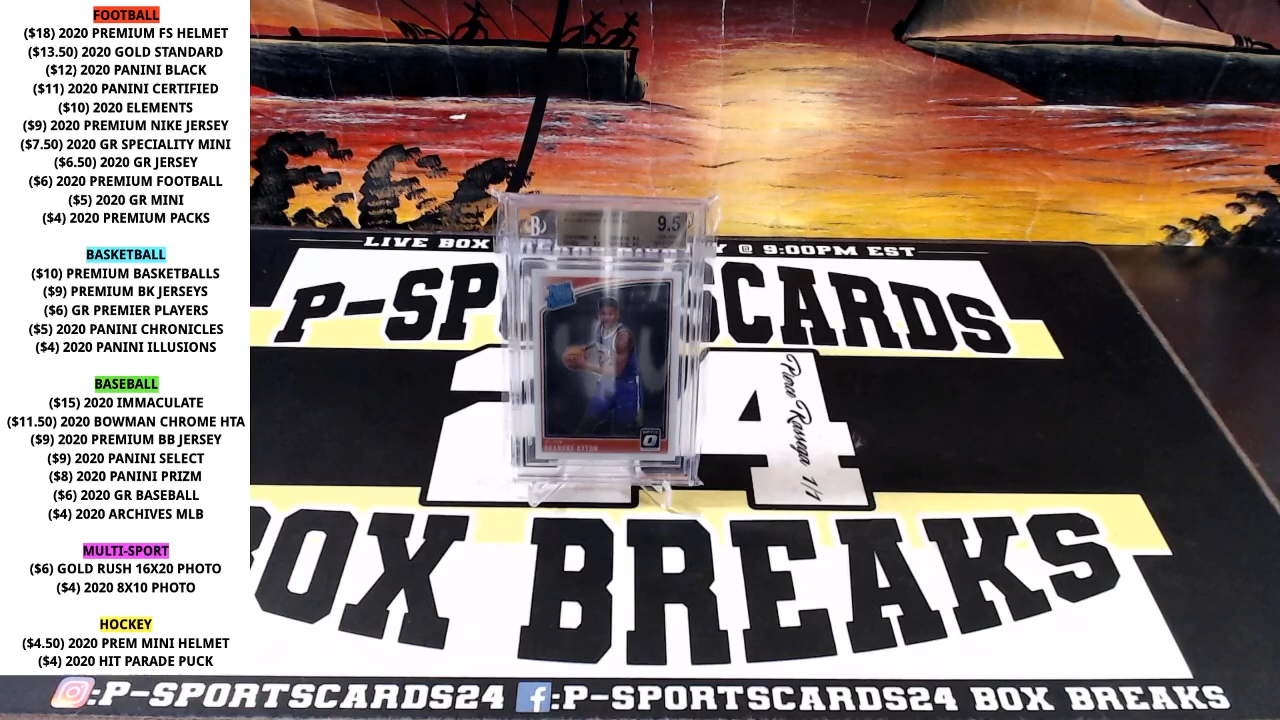 FOOTBALL
($18) 2020 PREMIUM FS HELMET
($13.50) 2020 GOLD STANDARD
($12) 2020 PANINI BLACK
($11) 2020 PANINI CERTIFIED
($10) 2020 ELEMENTS
($9) 2020 PREMIUM NIKE JERSEY
($7.50) 2020 GR SPECIALITY MINI
($6.50) 2020 GR JERSEY
($6) 2020 PREMIUM FOOTBALL
($5) 2020 GR MINI
($4) 2020 PREMIUM PACKS
BASKETBALL
($10) PREMIUM BASKETBALLS
($9) PREMIUM BK JERSEYS
($6) GR PREMIER PLAYERS
($5) 2020 PANINI CHRONICLES
($4) 2020 PANINI ILLUSIONS
BASEBALL
($15) 2020 IMMACULATE
($11.50) 2020 BOWMAN CHROME HTA
($9) 2020 PREMIUM BB JERSEY
($9) 2020 PANINI SELECT
($8) 2020 PANINI PRIZM
($6) 2020 GR BASEBALL
($4) 2020 ARCHIVES MLB
MULTI-SPORT
($6) GOLD RUSH 16X20 PHOTO
($4) 2020 8X10 PHOTO
HOCKEY
($4.50) 2020 PREM MINI HELMET
($4) 2020 HIT PARADE PUCK
B 9.5
LIVE BOX @ 9:00PM EST
P-SP SCARDS
24
1/1
DEANDRE AYTON
OPTIC
BOX BREAKS
:P-SPORTSCARDS24 f:P-SPORTSCARDS24 BOX BREAKS